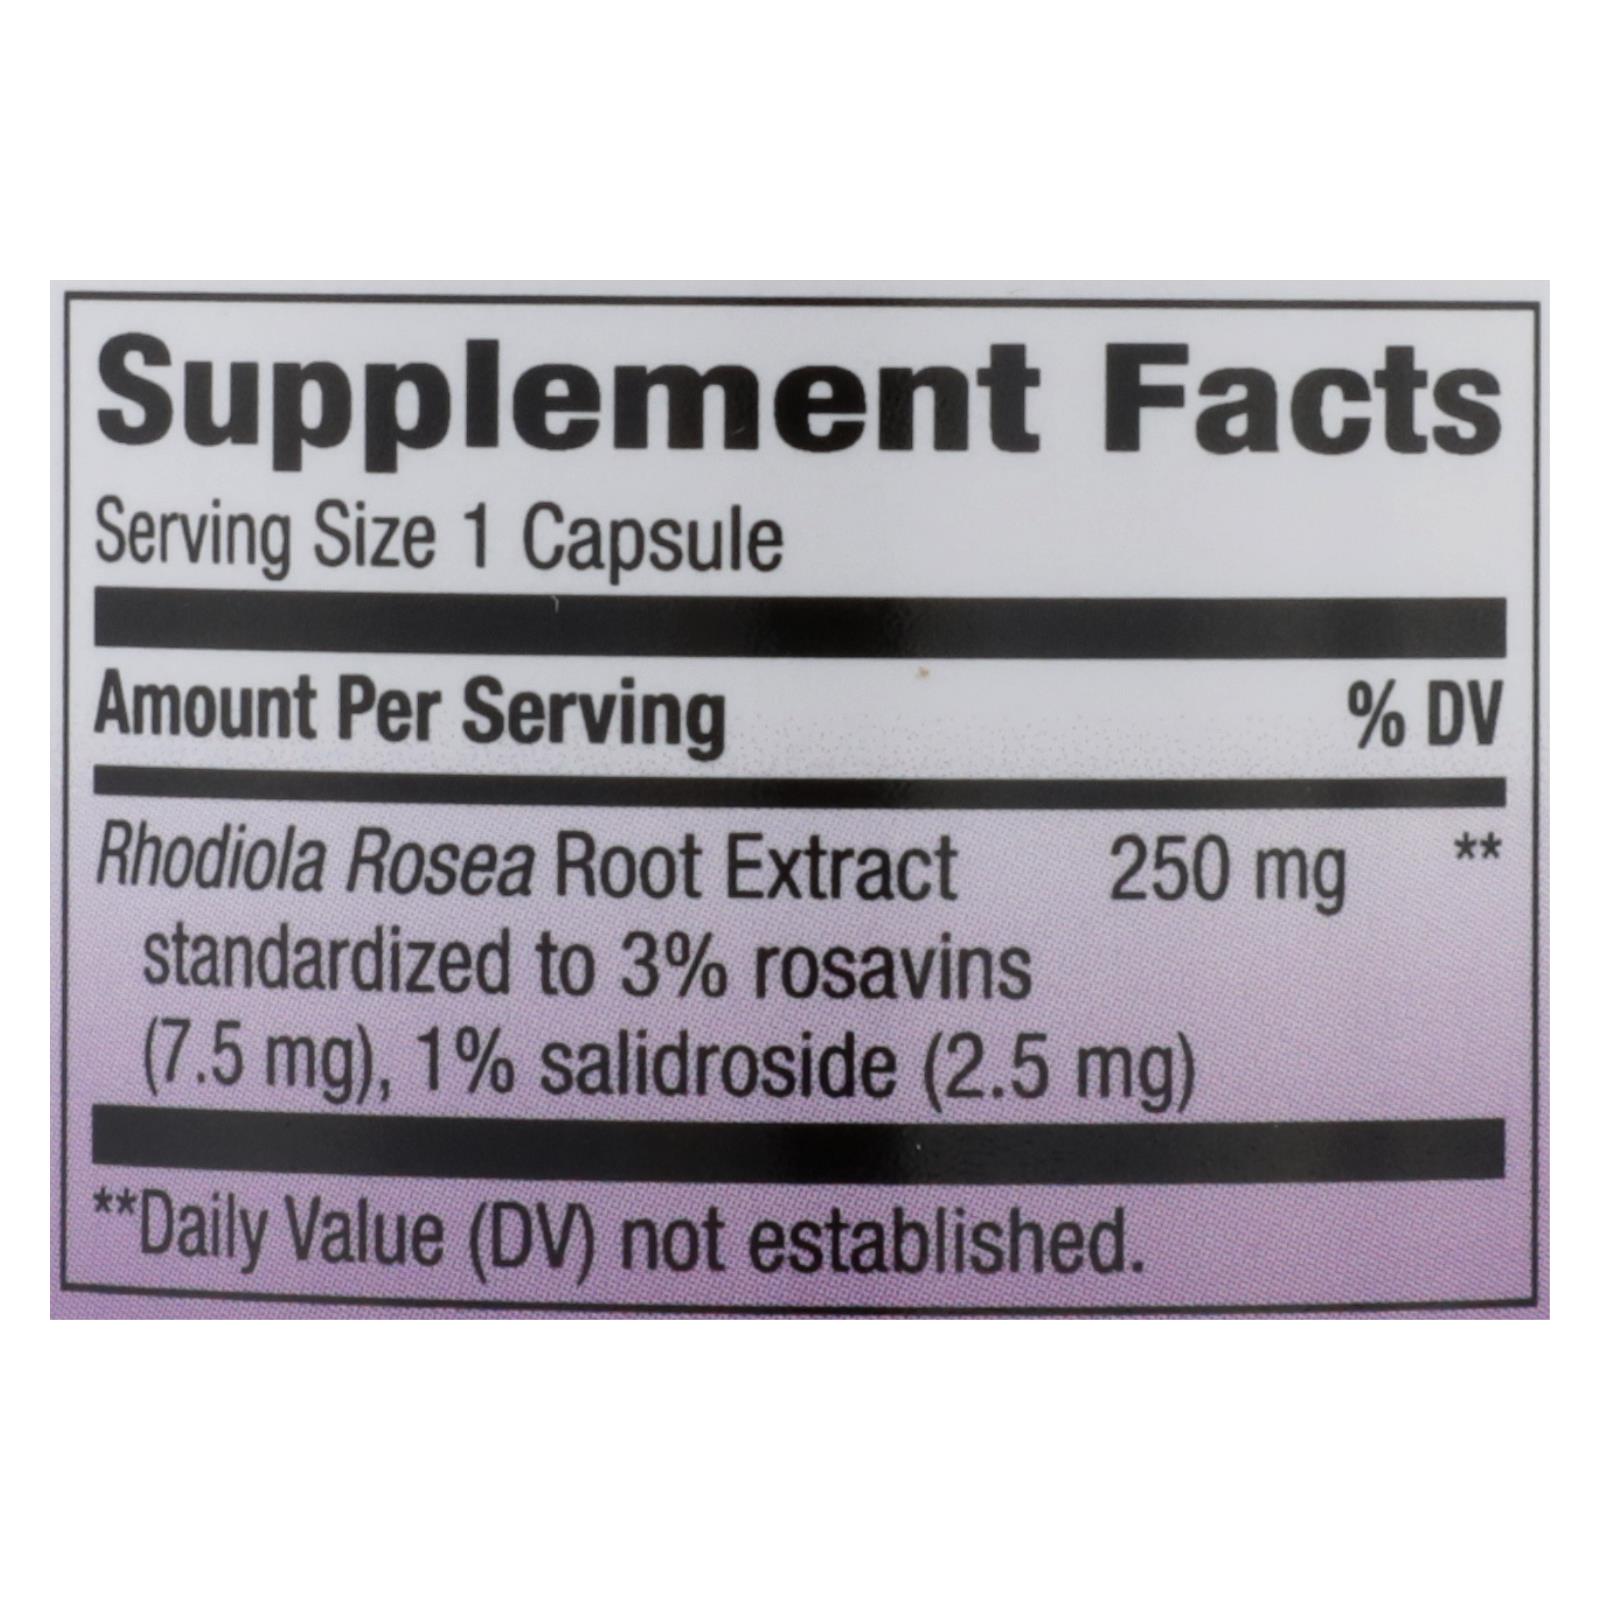 Supplement Facts
Serving Size 1 Capsule
Amount Per Serving % DV
Rhodiola Rosea Root Extract 250 mg **
standardized to 3% rosavins
(7.5 mg), 1% salidroside (2.5 mg)
**Daily Value (DV) not established.